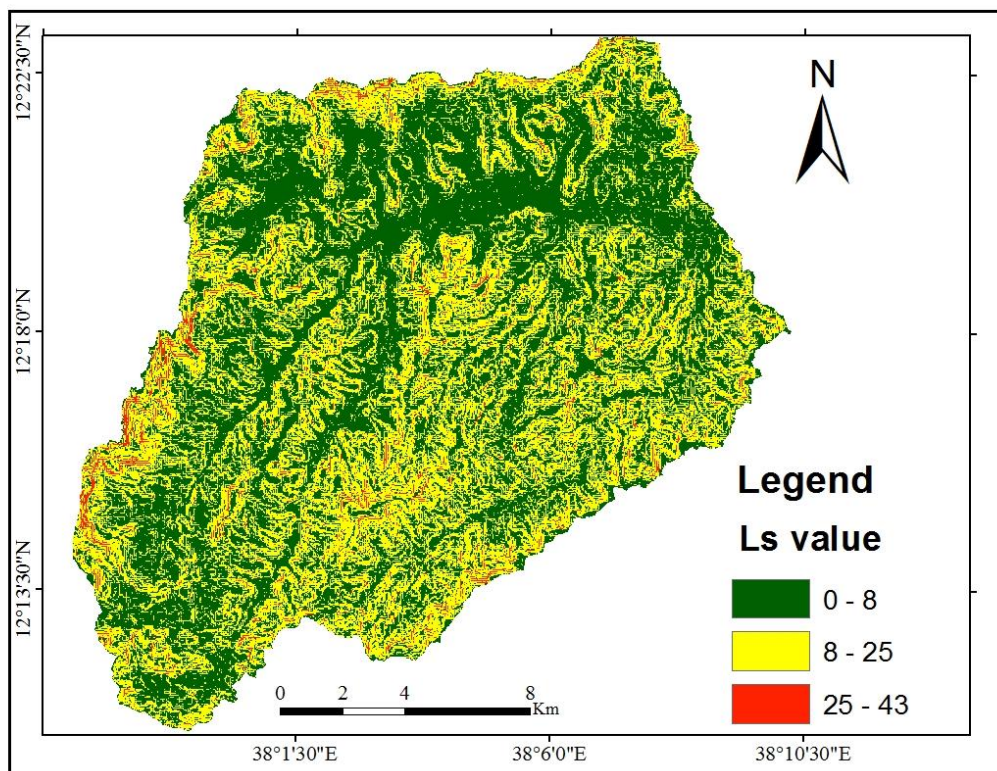 12°22'30"N
12°18'0"N
12°13'30"N
N
Legend
Ls value
0 - 8
8 - 25
25 - 43
0 2 4 8
Km
38°1'30"E 38°6'0"E 38°10'30"E